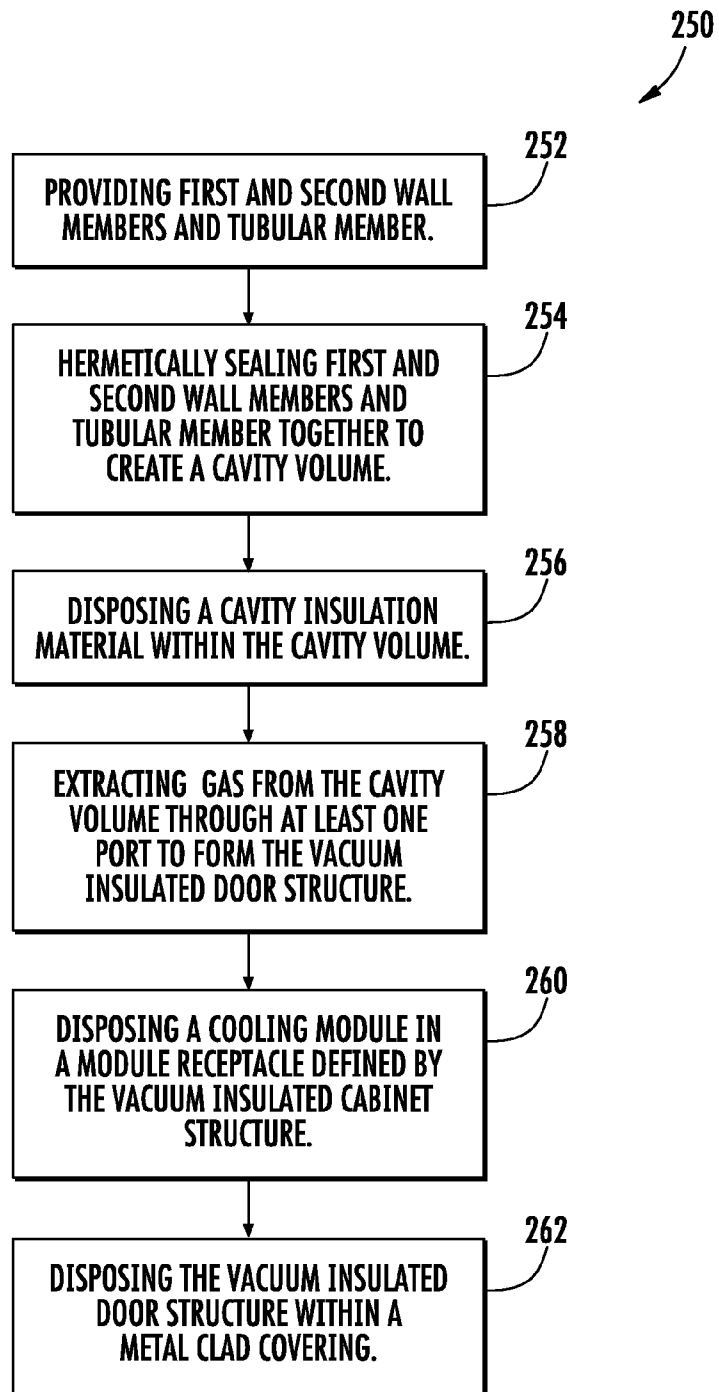 250
252
PROVIDING FIRST AND SECOND WALL
MEMBERS AND TUBULAR MEMBER.
254
HERMETICALLY SEALING FIRST AND
SECOND WALL MEMBERS AND
TUBULAR MEMBER TOGETHER TO
CREATE A CAVITY VOLUME.
256
DISPOSING A CAVITY INSULATION
MATERIAL WITHIN THE CAVITY VOLUME.
258
EXTRACTING GAS FROM THE CAVITY
VOLUME THROUGH AT LEAST ONE
PORT TO FORM THE VACUUM
INSULATED DOOR STRUCTURE.
260
DISPOSING A COOLING MODULE IN
A MODULE RECEPTACLE DEFINED BY
THE VACUUM INSULATED CABINET
STRUCTURE.
262
DISPOSING THE VACUUM INSULATED
DOOR STRUCTURE WITHIN A
METAL CLAD COVERING.